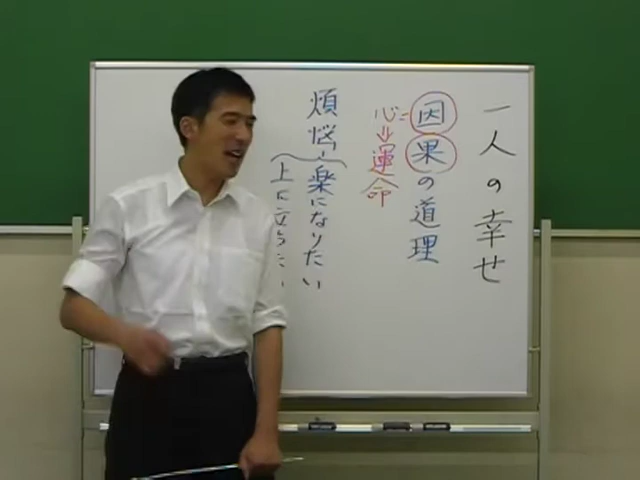 一人の幸せ
因果の道理
心=
↓
運命
煩悩
楽になりたい
上に立ちたい